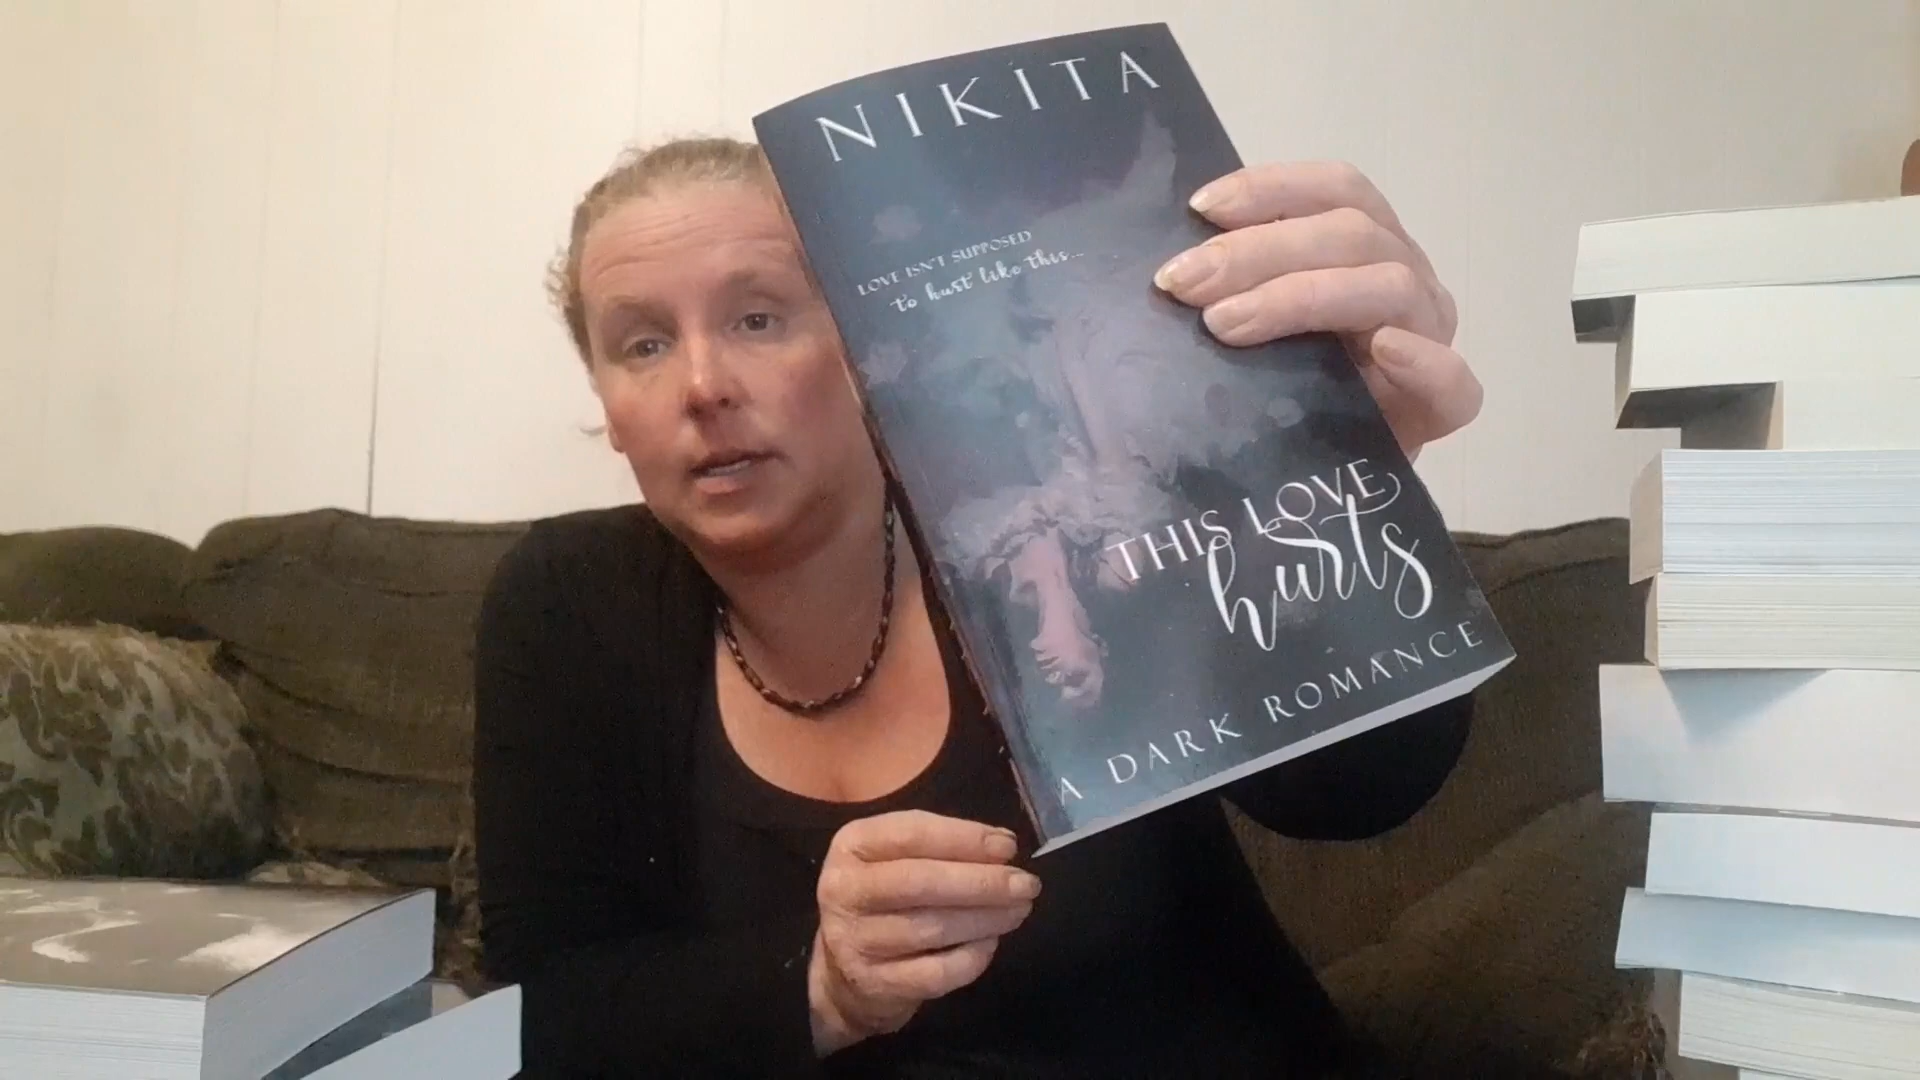 NIKITA
LOVE ISN'T SUPPOSED
to hurt like this...
THIS LOVE
hurts
A DARK ROMANCE